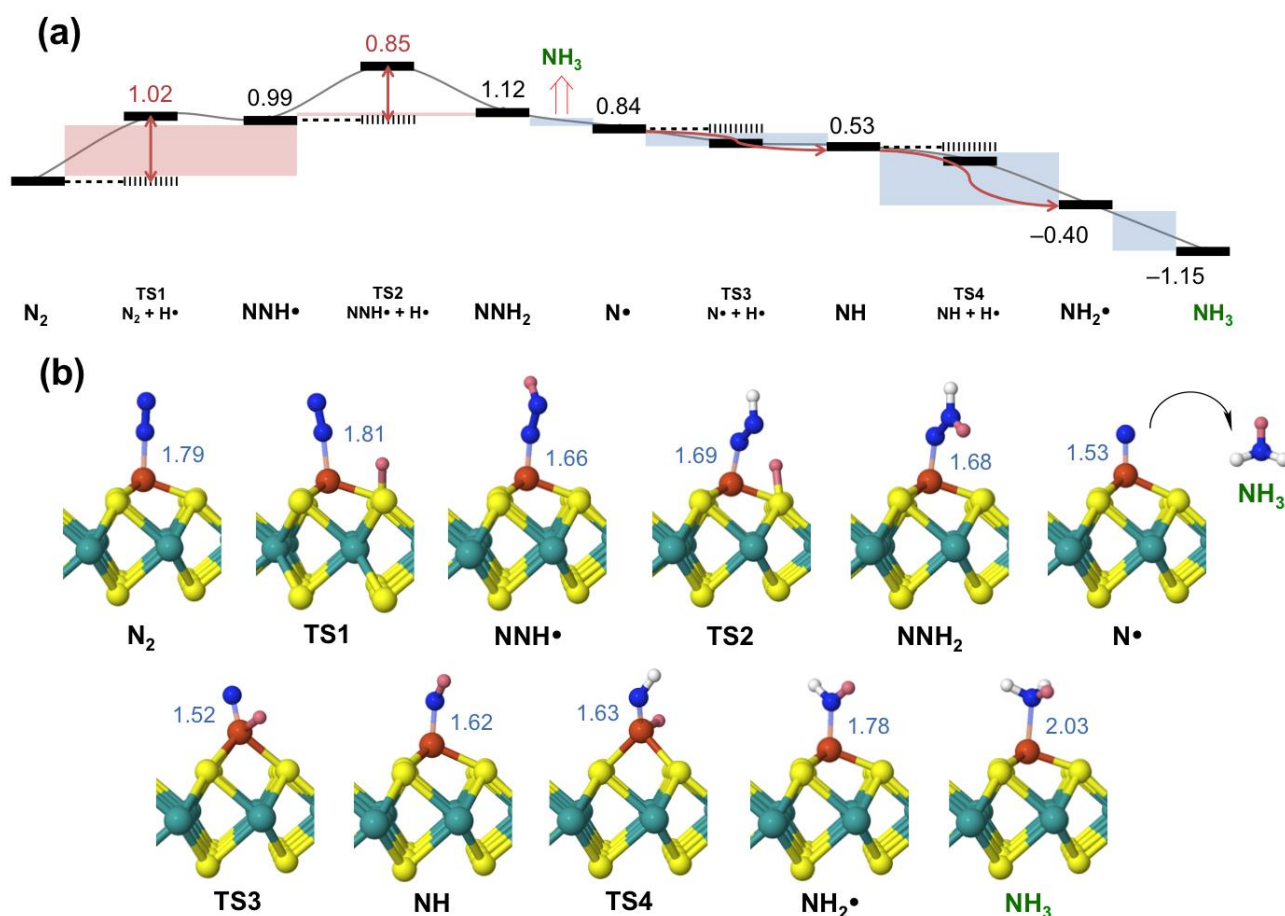 (a)
0.85
NH₃
1.02
0.99
1.12
0.84
0.53
–0.40
–1.15
N₂
TS1
N₂ + H•
NNH•
TS2
NNH• + H•
NNH₂
N•
TS3
N• + H•
NH
TS4
NH + H•
NH₂•
NH₃
(b)
1.79
1.81
1.66
1.69
1.68
1.53
NH₃
N₂
TS1
NNH•
TS2
NNH₂
N•
1.52
1.62
1.63
1.78
2.03
TS3
NH
TS4
NH₂•
NH₃